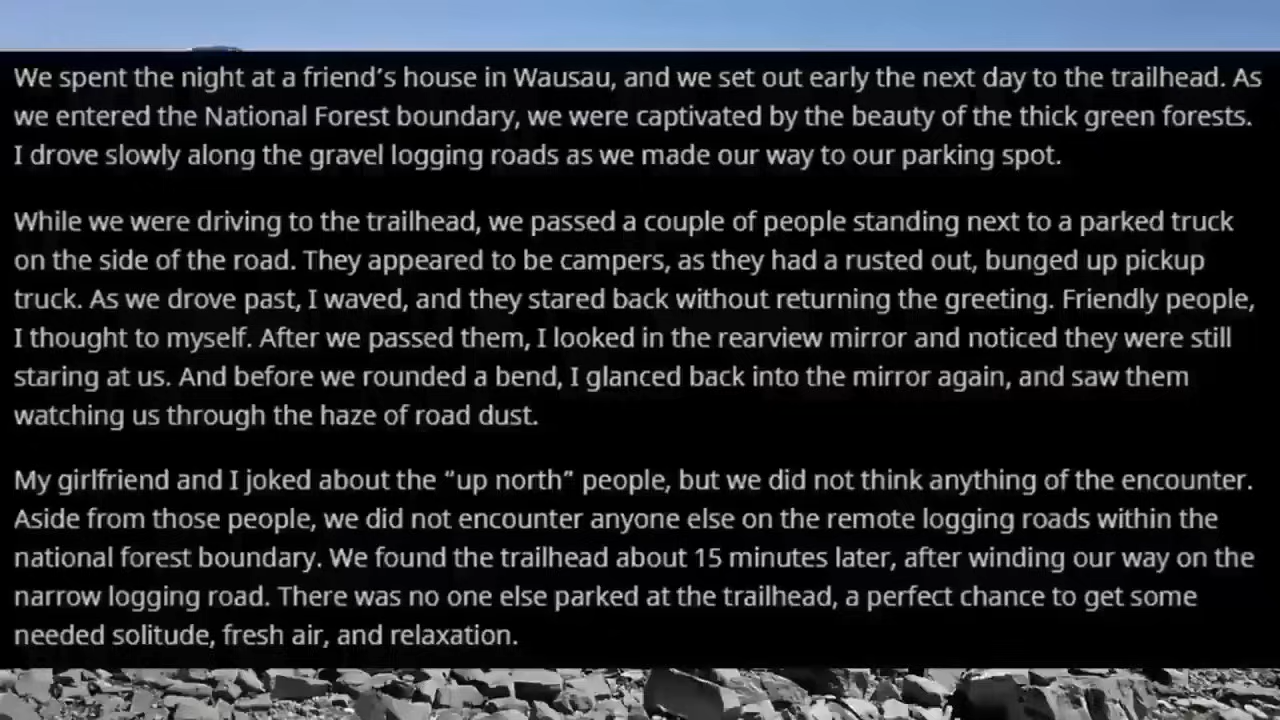 We spent the night at a friend’s house in Wausau, and we set out early the next day to the trailhead. As
we entered the National Forest boundary, we were captivated by the beauty of the thick green forests.
I drove slowly along the gravel logging roads as we made our way to our parking spot.
While we were driving to the trailhead, we passed a couple of people standing next to a parked truck
on the side of the road. They appeared to be campers, as they had a rusted out, bunged up pickup
truck. As we drove past, I waved, and they stared back without returning the greeting. Friendly people,
I thought to myself. After we passed them, I looked in the rearview mirror and noticed they were still
staring at us. And before we rounded a bend, I glanced back into the mirror again, and saw them
watching us through the haze of road dust.
My girlfriend and I joked about the “up north” people, but we did not think anything of the encounter.
Aside from those people, we did not encounter anyone else on the remote logging roads within the
national forest boundary. We found the trailhead about 15 minutes later, after winding our way on the
narrow logging road. There was no one else parked at the trailhead, a perfect chance to get some
needed solitude, fresh air, and relaxation.